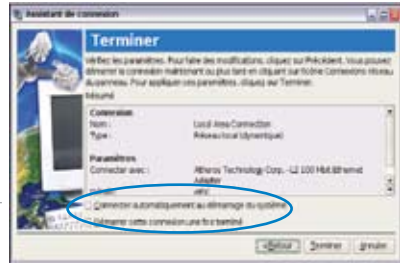 Assistant de connexion
Terminer
Vérifiez les paramètres. Pour faire des modifications, cliquez sur Précédent. Vous pouvez
démarrer la connexion maintenant ou plus tard en cliquant sur l'icône Connexions réseau
du panneau. Pour appliquer ces paramètres, cliquez sur Terminer.
Résumé
Connexion
Nom : Local Area Connection
Type : Réseau local (dynamique)
Paramètres
Connecter avec : Atheros Technology Corp. -L2 100 Mbit Ethernet
Adapter
Connecter automatiquement au démarrage du système
Démarrer cette connexion une fois terminé
<Retour Terminer Annuler